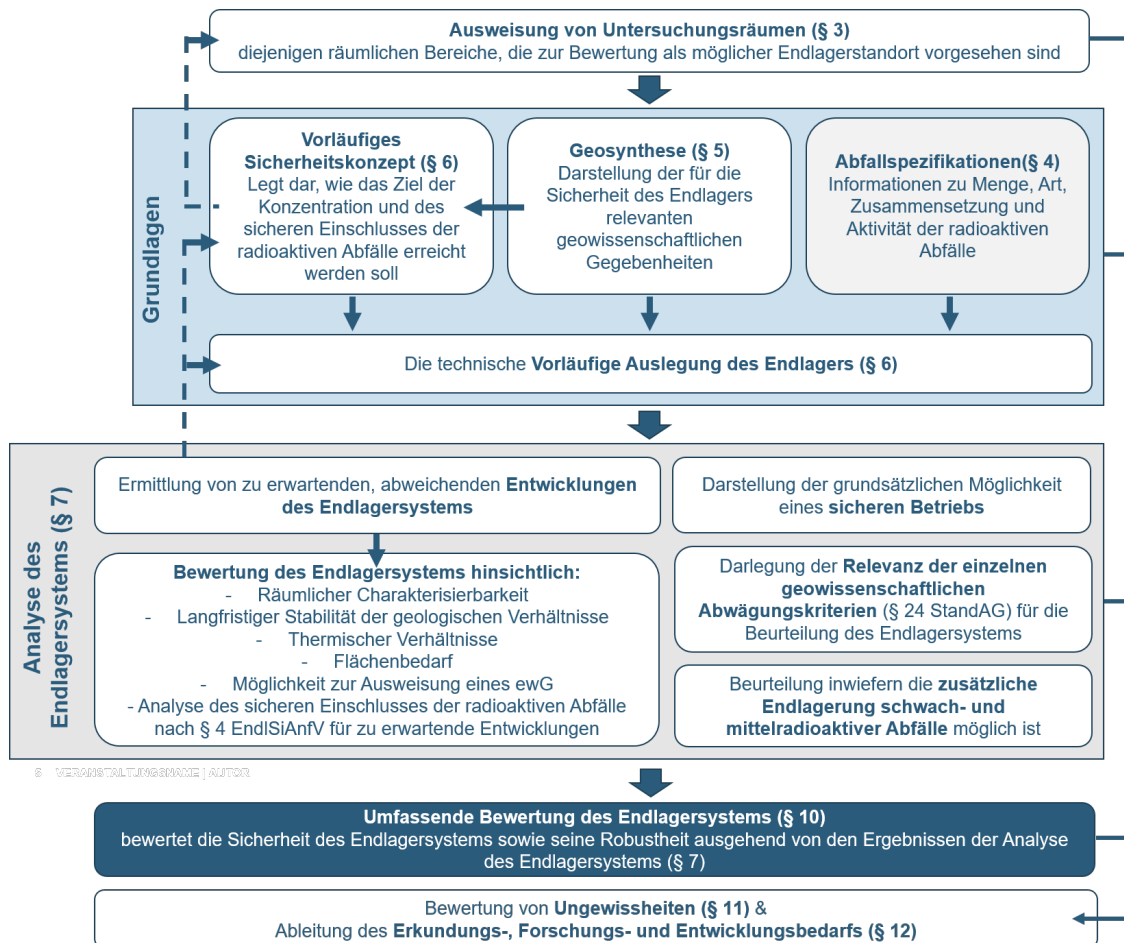 Ausweisung von Untersuchungsräumen (§ 3)
diejenigen räumlichen Bereiche, die zur Bewertung als möglicher Endlagerstandort vorgesehen sind
Grundlagen
Vorläufiges
Sicherheitskonzept (§ 6)
Legt dar, wie das Ziel der
Konzentration und des
sicheren Einschlusses der
radioaktiven Abfälle erreicht
werden soll
Geosynthese (§ 5)
Darstellung der für die
Sicherheit des Endlagers
relevanten
geowissenschaftlichen
Gegebenheiten
Abfallspezifikationen(§ 4)
Informationen zu Menge, Art,
Zusammensetzung und
Aktivität der radioaktiven
Abfälle
Die technische Vorläufige Auslegung des Endlagers (§ 6)
Analyse des
Endlagersystems (§ 7)
Ermittlung von zu erwartenden, abweichenden Entwicklungen
des Endlagersystems
Bewertung des Endlagersystems hinsichtlich:
- Räumlicher Charakterisierbarkeit
- Langfristiger Stabilität der geologischen Verhältnisse
- Thermischer Verhältnisse
- Flächenbedarf
- Möglichkeit zur Ausweisung eines ewG
- Analyse des sicheren Einschlusses der radioaktiven Abfälle
nach § 4 EndlSiAnfV für zu erwartende Entwicklungen
Darstellung der grundsätzlichen Möglichkeit
eines sicheren Betriebs
Darlegung der Relevanz der einzelnen
geowissenschaftlichen
Abwägungskriterien (§ 24 StandAG) für die
Beurteilung des Endlagersystems
Beurteilung inwiefern die zusätzliche
Endlagerung schwach- und
mittelradioaktiver Abfälle möglich ist
VERANSTALTUNGSNAME | AUTOR
Umfassende Bewertung des Endlagersystems (§ 10)
bewertet die Sicherheit des Endlagersystems sowie seine Robustheit ausgehend von den Ergebnissen der Analyse
des Endlagersystems (§ 7)
Bewertung von Ungewissheiten (§ 11) &
Ableitung des Erkundungs-, Forschungs- und Entwicklungsbedarfs (§ 12)